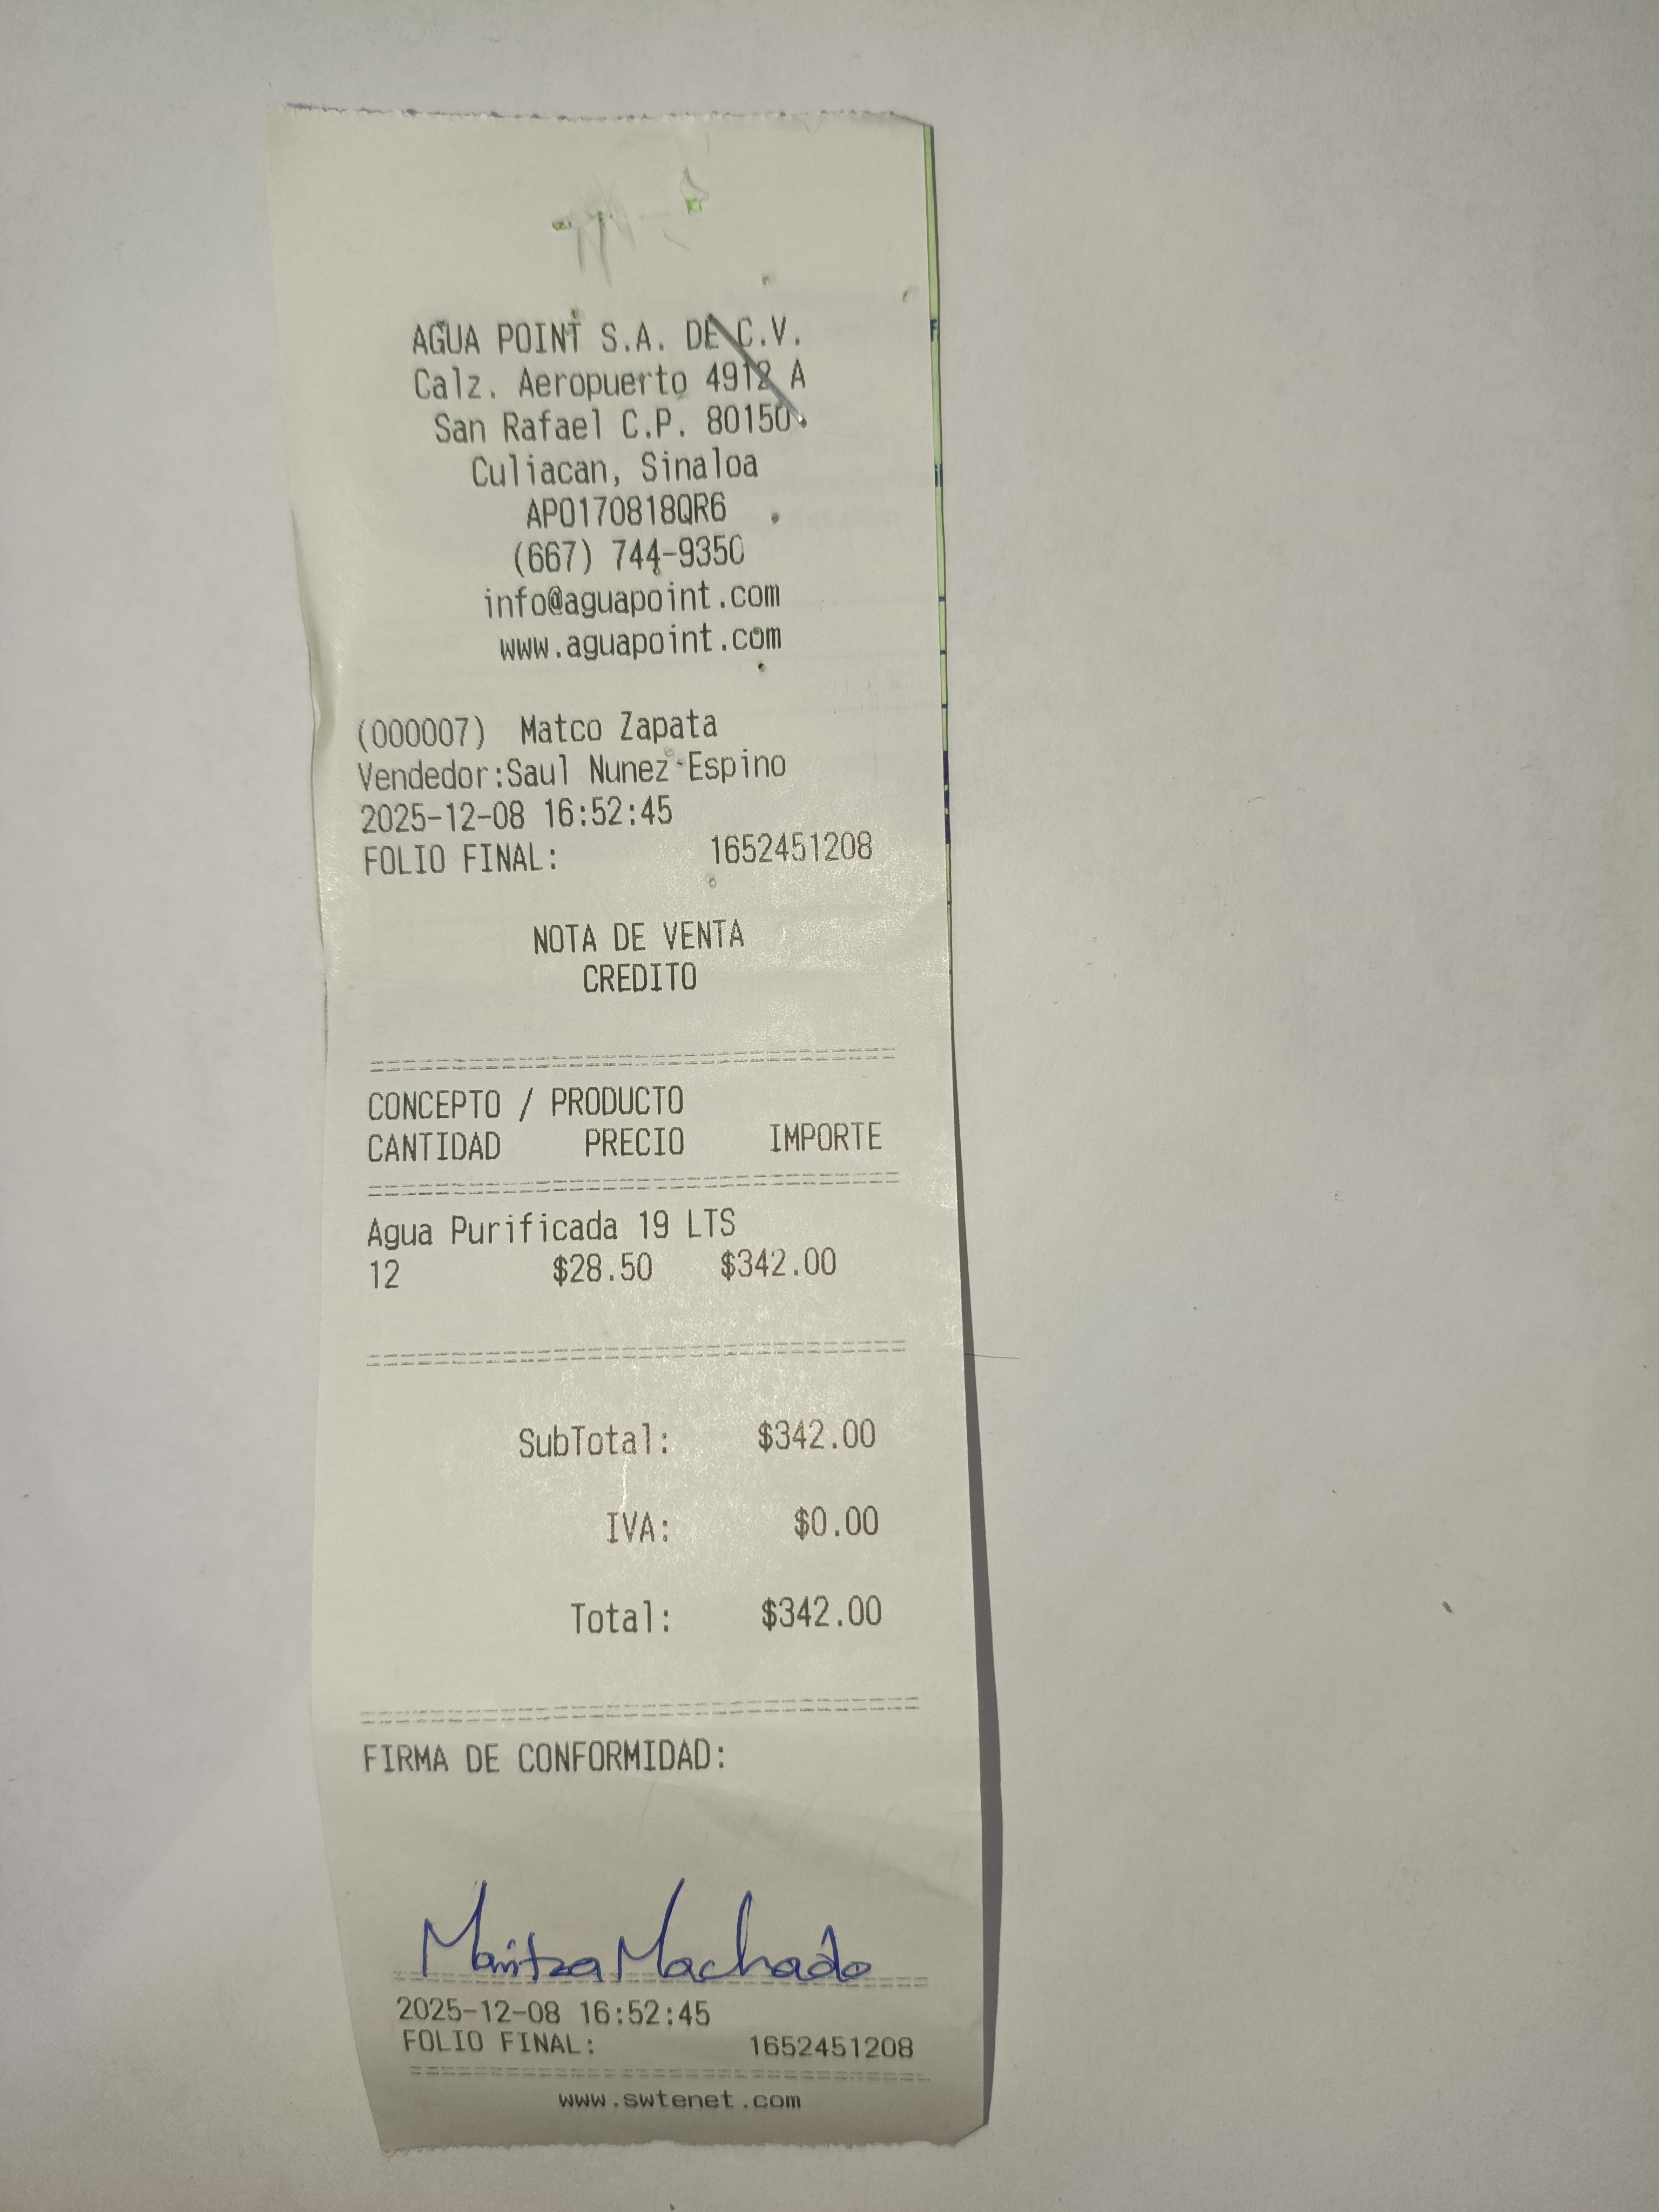 AGUA POINT S.A. DE C.V.
Calz. Aeropuerto 4912 A
San Rafael C.P. 80150
Culiacan, Sinaloa
APO170818QR6
(667) 744-9350
info@aguapoint.com
www.aguapoint.com
(000007) Matco Zapata
Vendedor:Saul Nunez Espino
2025-12-08 16:52:45
FOLIO FINAL: 1652451208
NOTA DE VENTA
CREDITO
CONCEPTO / PRODUCTO
CANTIDAD PRECIO IMPORTE
Agua Purificada 19 LTS
12 $28.50 $342.00
SubTotal: $342.00
IVA: $0.00
Total: $342.00
FIRMA DE CONFORMIDAD:
Maritza Machado
2025-12-08 16:52:45
FOLIO FINAL: 1652451208
www.swtenet.com